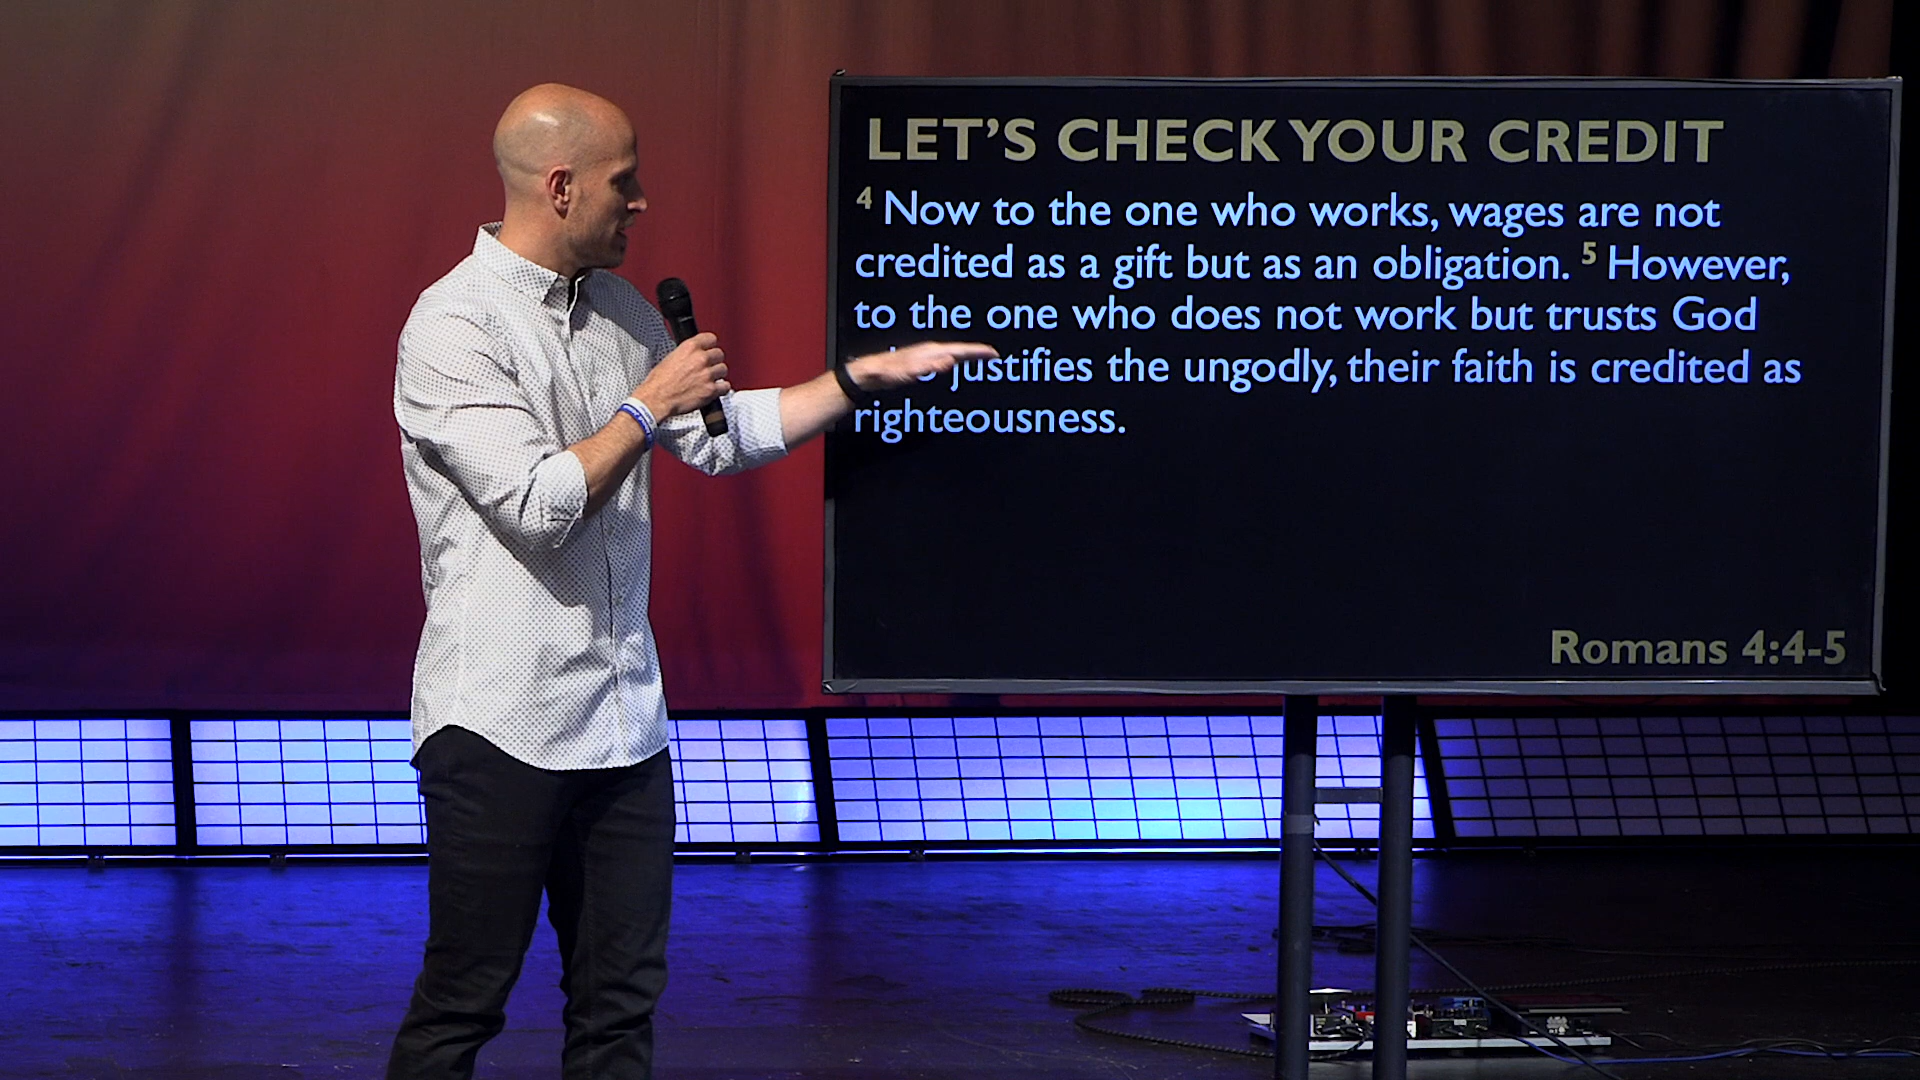 LET'S CHECK YOUR CREDIT
4 Now to the one who works, wages are not
credited as a gift but as an obligation. 5 However,
to the one who does not work but trusts God
justifies the ungodly, their faith is credited as
righteousness.
Romans 4:4-5